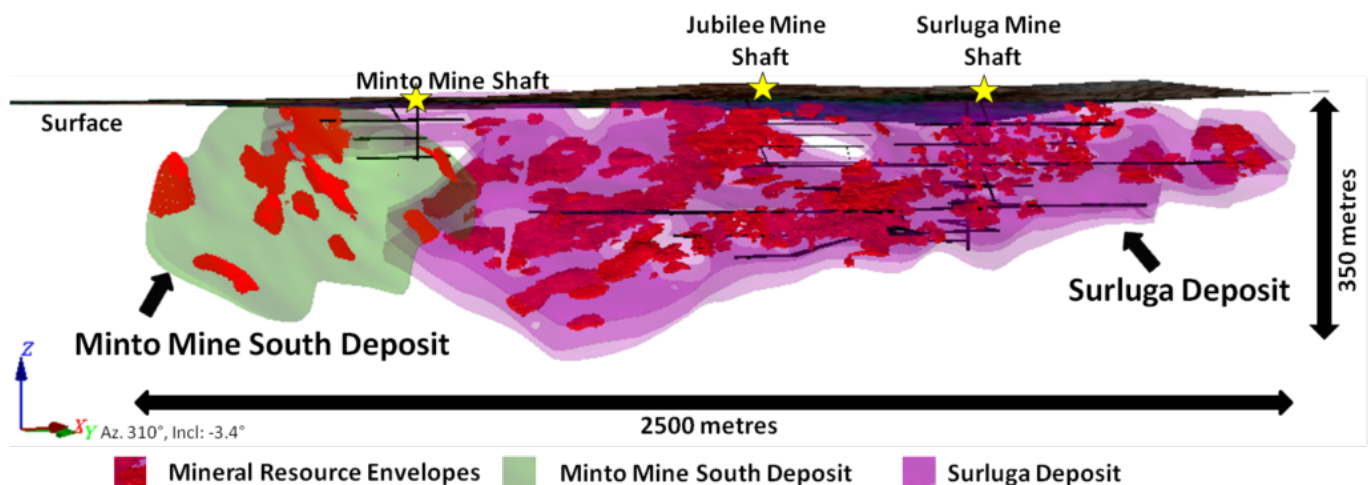 Jubilee Mine
Shaft
Surluga Mine
Shaft
Minto Mine Shaft
Surface
350 metres
Surluga Deposit
Minto Mine South Deposit
Z
X
Y Az. 310°, Incl: -3.4°
2500 metres
Mineral Resource Envelopes
Minto Mine South Deposit
Surluga Deposit